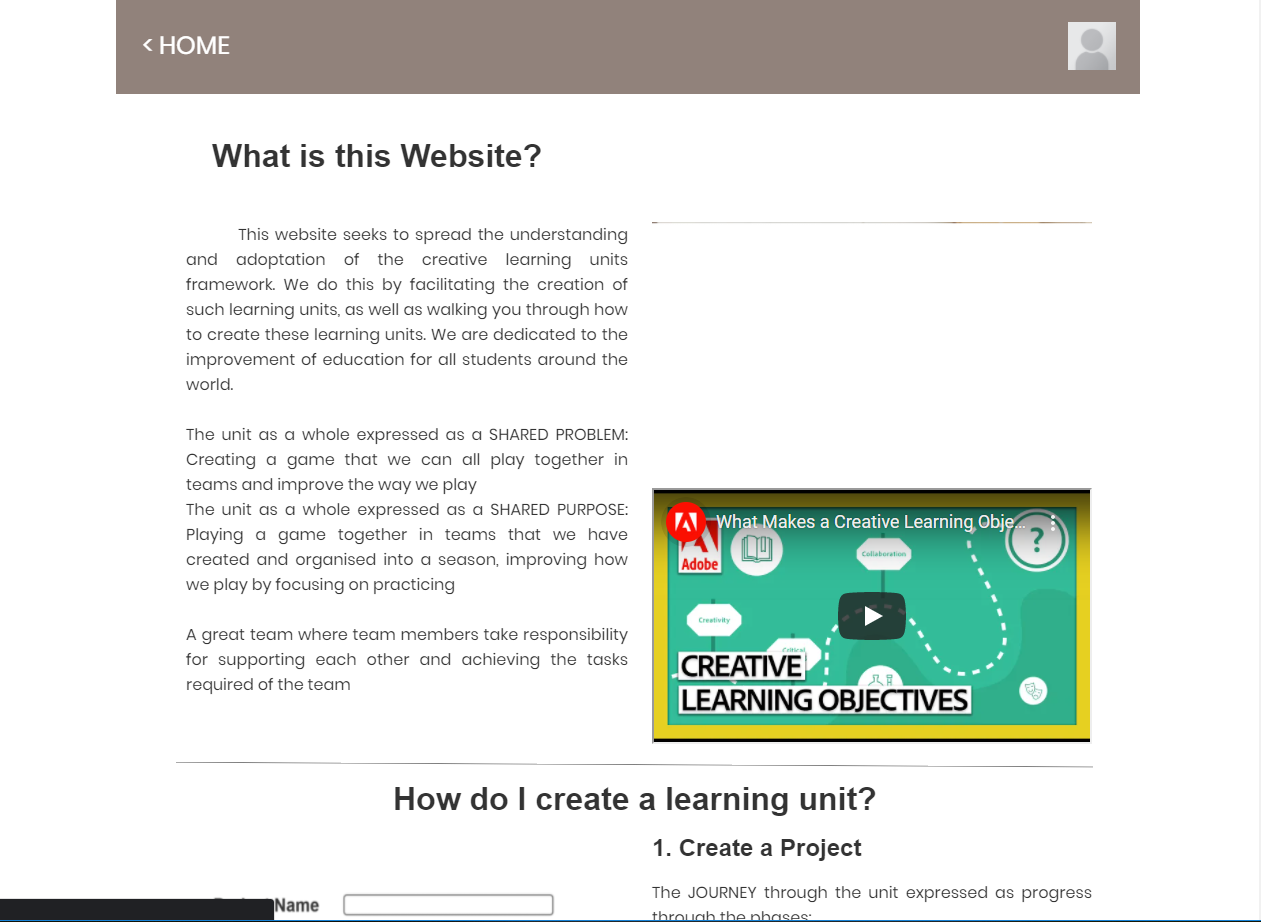 < HOME
What is this Website?
This website seeks to spread the understanding
and adoptation of the creative learning units
framework. We do this by facilitating the creation of
such learning units, as well as walking you through how
to create these learning units. We are dedicated to the
improvement of education for all students around the
world.
The unit as a whole expressed as a SHARED PROBLEM:
Creating a game that we can all play together in
teams and improve the way we play
The unit as a whole expressed as a SHARED PURPOSE:
Playing a game together in teams that we have
created and organised into a season, improving how
we play by focusing on practicing
A great team where team members take responsibility
for supporting each other and achieving the tasks
required of the team
What Makes a Creative Learning Obje...
Adobe
Collaboration
?
Creativity
Critical
CREATIVE
LEARNING OBJECTIVES
How do I create a learning unit?
1. Create a Project
The JOURNEY through the unit expressed as progress
through the phases:
Name